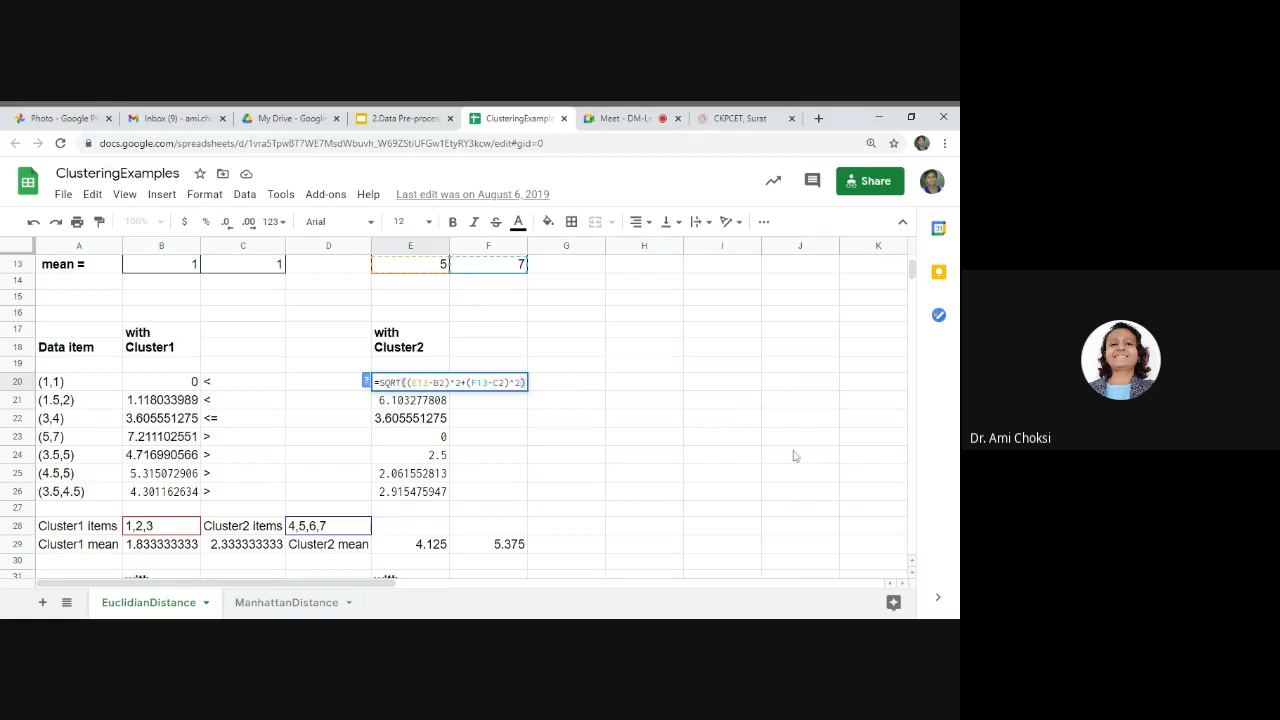 Photo - Google P
Inbox (9) - ami.ch
My Drive - Google
2.Data Pre-proces
ClusteringExample
Meet - DM-Le
CKPCET, Surat
docs.google.com/spreadsheets/d/1vra5Tpw8T7WE7MsdWbuvh_W69ZStiUFGw1EtyRY3kcw/edit#gid=0
ClusteringExamples
Share
File Edit View Insert Format Data Tools Add-ons Help Last edit was on August 6, 2019
100% $ % .0 .00 123 Arial 12 B I S A
A B C D E F G H I J K
13 mean = 1 1 5 7
14
15
16
17 with with
18 Data item Cluster1 Cluster2
19
20 (1,1) 0 < ? =SQRT((E13-B2)^2+(F13-C2)^2)
21 (1.5,2) 1.118033989 < 6.103277808
22 (3,4) 3.605551275 <= 3.605551275
23 (5,7) 7.211102551 > 0
24 (3.5,5) 4.716990566 > 2.5
25 (4.5,5) 5.315072906 > 2.061552813
26 (3.5,4.5) 4.301162634 > 2.915475947
27
28 Cluster1 items 1,2,3 Cluster2 items 4,5,6,7
29 Cluster1 mean 1.833333333 2.333333333 Cluster2 mean 4.125 5.375
30
31 with with
EuclidianDistance ManhattanDistance
31
Dr. Ami Choksi